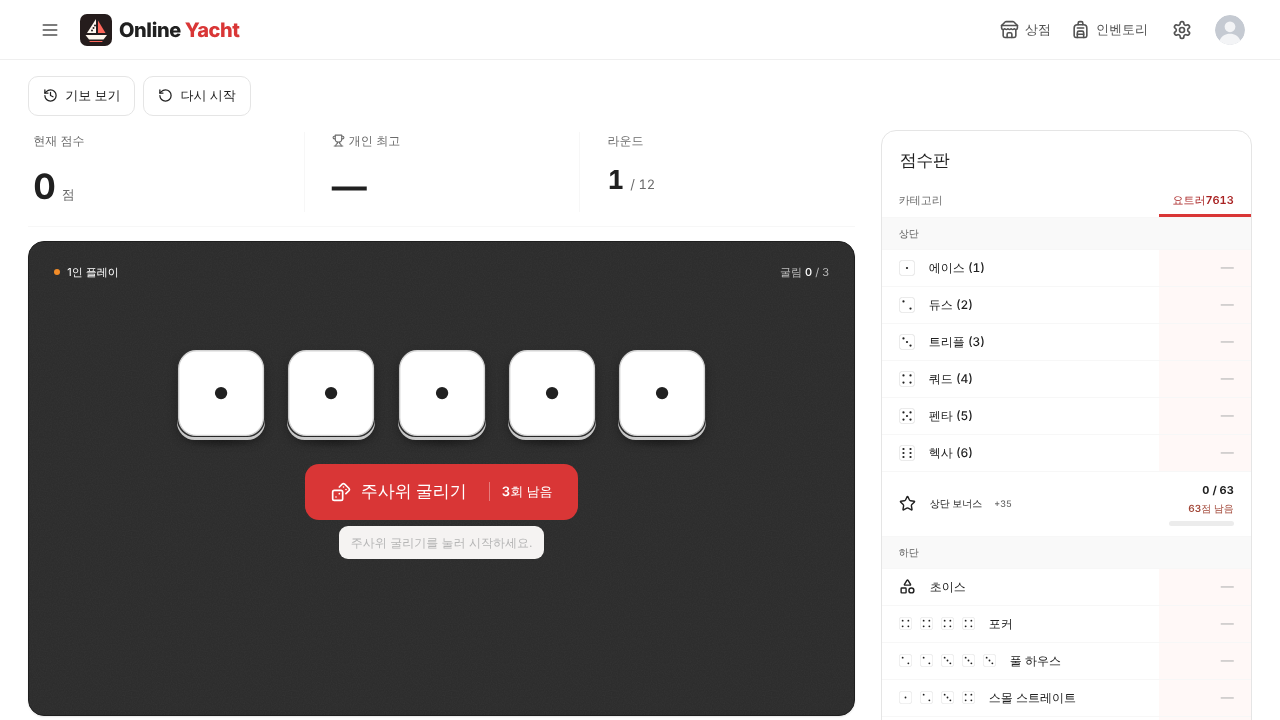 Online Yacht
상점
인벤토리
기보 보기
다시 시작
현재 점수
0 점
개인 최고
—
라운드
1 / 12
1인 플레이
굴림 0 / 3
주사위 굴리기
3회 남음
주사위 굴리기를 눌러 시작하세요.
점수판
카테고리
요트러7613
상단
에이스 (1) —
듀스 (2) —
트리플 (3) —
쿼드 (4) —
펜타 (5) —
헥사 (6) —
상단 보너스 +35
0 / 63
63점 남음
하단
초이스 —
포커 —
풀 하우스 —
스몰 스트레이트 —